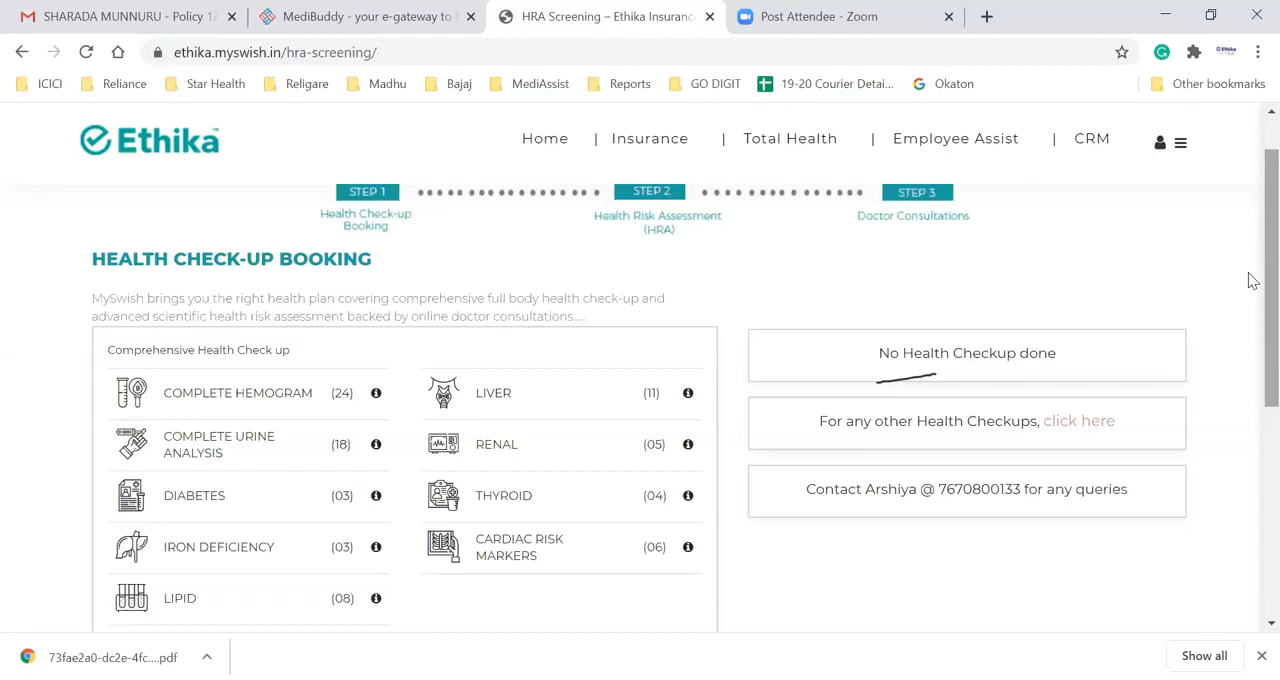 SHARADA MUNNURU - Policy 18
MediBuddy - your e-gateway to
HRA Screening – Ethika Insuranc
Post Attendee - Zoom
ethika.myswish.in/hra-screening/
ICICI
Reliance
Star Health
Religare
Madhu
Bajaj
MediAssist
Reports
GO DIGIT
19-20 Courier Detai...
Okaton
Other bookmarks
Ethika™
Home | Insurance | Total Health | Employee Assist | CRM
STEP 1
STEP 2
STEP 3
Health Check-up
Booking
Health Risk Assessment
(HRA)
Doctor Consultations
HEALTH CHECK-UP BOOKING
MySwish brings you the right health plan covering comprehensive full body health check-up and
advanced scientific health risk assessment backed by online doctor consultations.....
Comprehensive Health Check up
COMPLETE HEMOGRAM (24)
LIVER (11)
COMPLETE URINE
ANALYSIS (18)
RENAL (05)
DIABETES (03)
THYROID (04)
IRON DEFICIENCY (03)
CARDIAC RISK
MARKERS (06)
LIPID (08)
No Health Checkup done
For any other Health Checkups, click here
Contact Arshiya @ 7670800133 for any queries
73fae2a0-dc2e-4fc....pdf
Show all